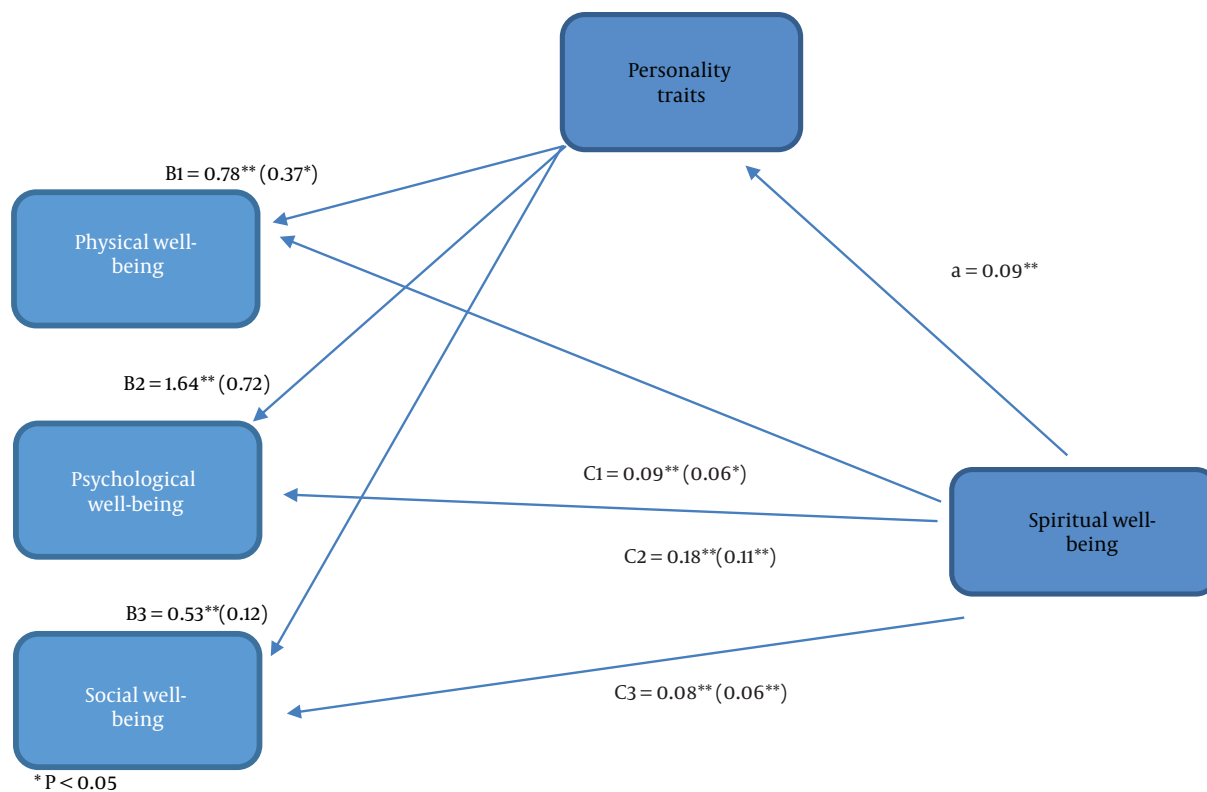 Personality
traits
B1 = 0.78** (0.37*)
Physical well-
being
a = 0.09**
B2 = 1.64** (0.72)
Psychological
well-being
C1 = 0.09** (0.06*)
Spiritual well-
being
C2 = 0.18**(0.11**)
B3 = 0.53**(0.12)
Social well-
being
C3 = 0.08** (0.06**)
* P < 0.05